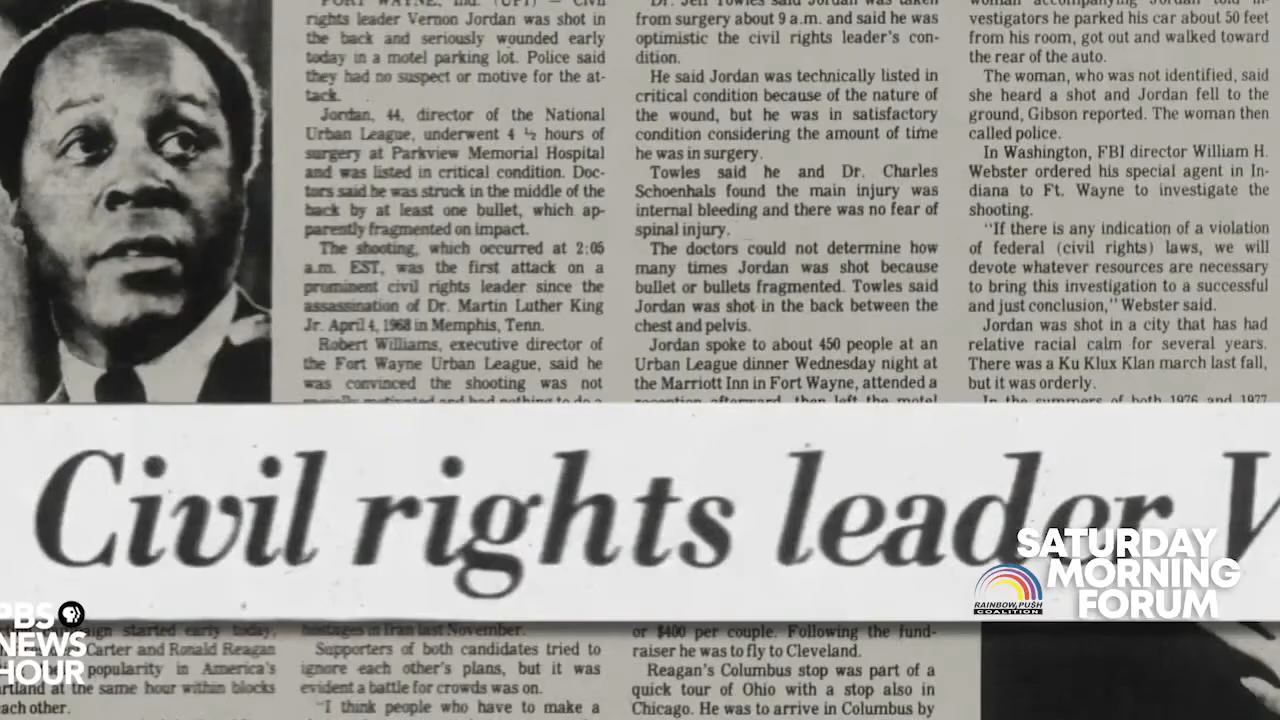 FORT WAYNE, Ind. (UPI) — Civil
rights leader Vernon Jordan was shot in
the back and seriously wounded early
today in a motel parking lot. Police said
they had no suspect or motive for the at-
tack.
Jordan, 44, director of the National
Urban League, underwent 4 ½ hours of
surgery at Parkview Memorial Hospital
and was listed in critical condition. Doc-
tors said he was struck in the middle of the
back by at least one bullet, which ap-
parently fragmented on impact.
The shooting, which occurred at 2:05
a.m. EST, was the first attack on a
prominent civil rights leader since the
assassination of Dr. Martin Luther King
Jr. April 4, 1968 in Memphis, Tenn.
Robert Williams, executive director of
the Fort Wayne Urban League, said he
was convinced the shooting was not
Dr. Jeff Towles said Jordan was taken
from surgery about 9 a.m. and said he was
optimistic the civil rights leader's con-
dition.
He said Jordan was technically listed in
critical condition because of the nature of
the wound, but he was in satisfactory
condition considering the amount of time
he was in surgery.
Towles said he and Dr. Charles
Schoenhals found the main injury was
internal bleeding and there was no fear of
spinal injury.
The doctors could not determine how
many times Jordan was shot because
bullet or bullets fragmented. Towles said
Jordan was shot in the back between the
chest and pelvis.
Jordan spoke to about 450 people at an
Urban League dinner Wednesday night at
the Marriott Inn in Fort Wayne, attended a
reception afterward, then left the motel
woman accompanying Jordan told in-
vestigators he parked his car about 50 feet
from his room, got out and walked toward
the rear of the auto.
The woman, who was not identified, said
she heard a shot and Jordan fell to the
ground, Gibson reported. The woman then
called police.
In Washington, FBI director William H.
Webster ordered his special agent in In-
diana to Ft. Wayne to investigate the
shooting.
"If there is any indication of a violation
of federal (civil rights) laws, we will
devote whatever resources are necessary
to bring this investigation to a successful
and just conclusion," Webster said.
Jordan was shot in a city that has had
relative racial calm for several years.
There was a Ku Klux Klan march last fall,
but it was orderly.
In the summers of both 1976 and 1977
Civil rights leader V
SATURDAY
MORNING
FORUM
RAINBOW PUSH
COALITION
PBS
NEWS
HOUR
started early today,
Carter and Ronald Reagan
popularity in America's
at the same hour within blocks
each other.
hostages in Iran last November.
Supporters of both candidates tried to
ignore each other's plans, but it was
evident a battle for crowds was on.
"I think people who have to make a
or $400 per couple. Following the fund-
raiser he was to fly to Cleveland.
Reagan's Columbus stop was part of a
quick tour of Ohio with a stop also in
Chicago. He was to arrive in Columbus by